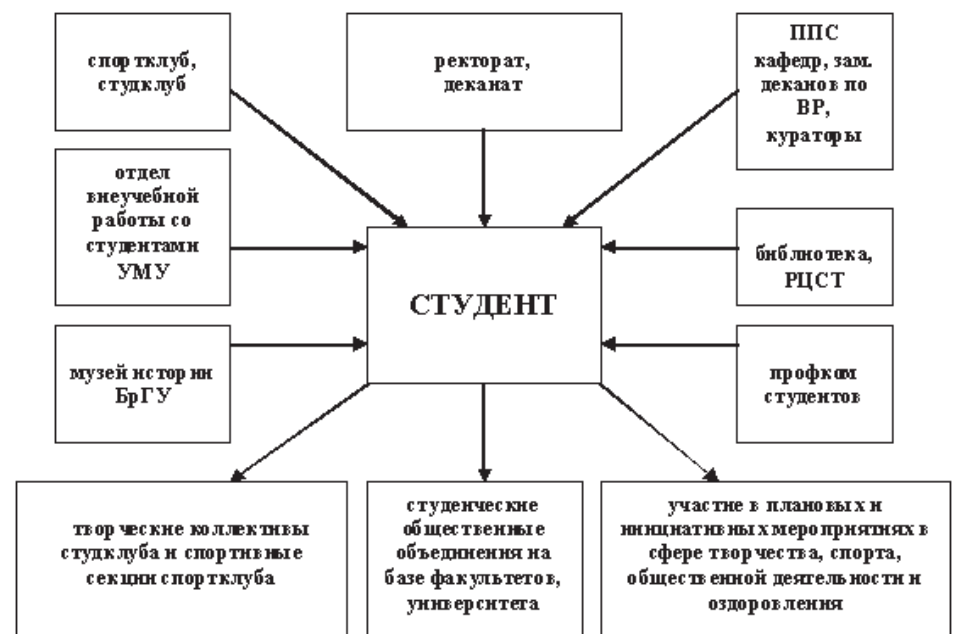 спортклуб,
студклуб
ректорат,
деканат
ППС
кафедр, зам.
деканов по
ВР,
кураторы
отдел
внеучебной
работы со
студентами
УМУ
библиотека,
РЦСТ
СТУДЕНТ
музей истории
БрГУ
профком
студентов
творческие коллективы
студклуба и спортивные
секции спортклуба
студенческие
общественные
объединения на
базе факультетов,
университета
участие в плановых и
инициативных мероприятиях в
сфере творчества, спорта,
общественной деятельности и
оздоровления